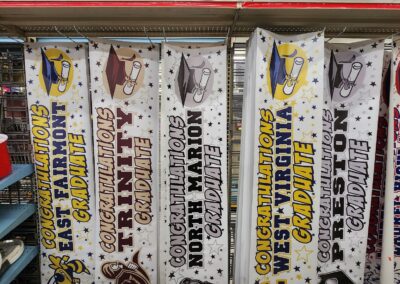 CONGRATULATIONS
EAST FAIRMONT
GRADUATE
CONGRATULATIONS
TRINITY
GRADUATE
CONGRATULATIONS
NORTH MARION
GRADUATE
CONGRATULATIONS
WEST VIRGINIA
GRADUATE
CONGRATULATIONS
PRESTON
GRADUATE